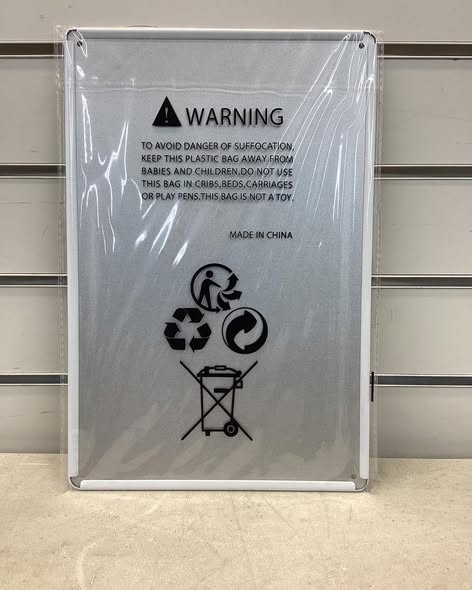 WARNING
TO AVOID DANGER OF SUFFOCATION,
KEEP THIS PLASTIC BAG AWAY FROM
BABIES AND CHILDREN.DO NOT USE
THIS BAG IN CRIBS,BEDS,CARRIAGES
OR PLAY PENS.THIS BAG IS NOT A TOY.
MADE IN CHINA